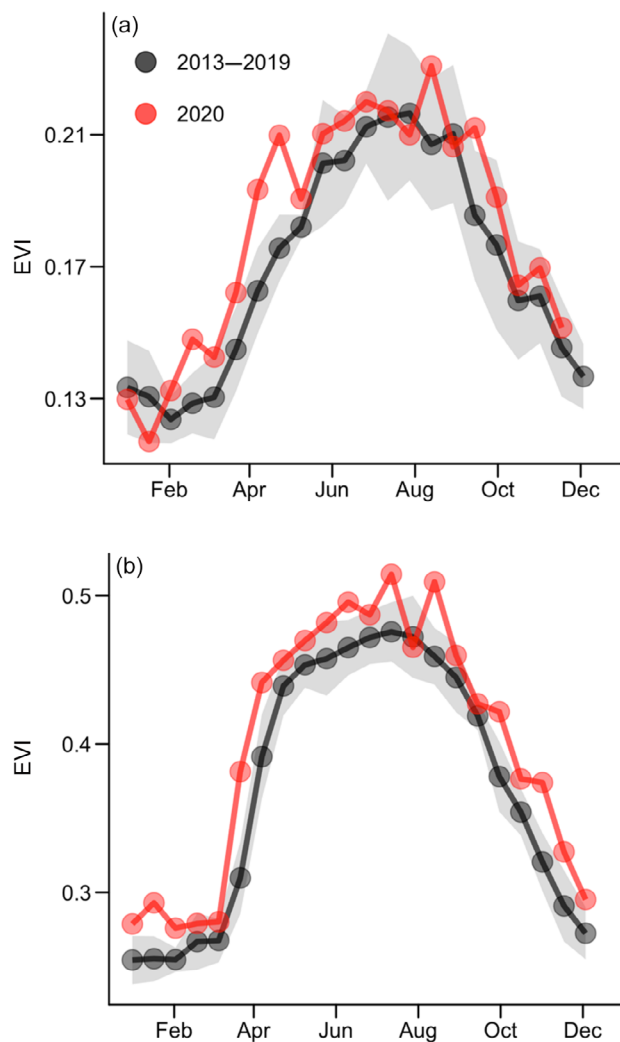 (a)
2013—2019
2020
EVI
0.21
0.17
0.13
Feb Apr Jun Aug Oct Dec
(b)
EVI
0.5
0.4
0.3
Feb Apr Jun Aug Oct Dec